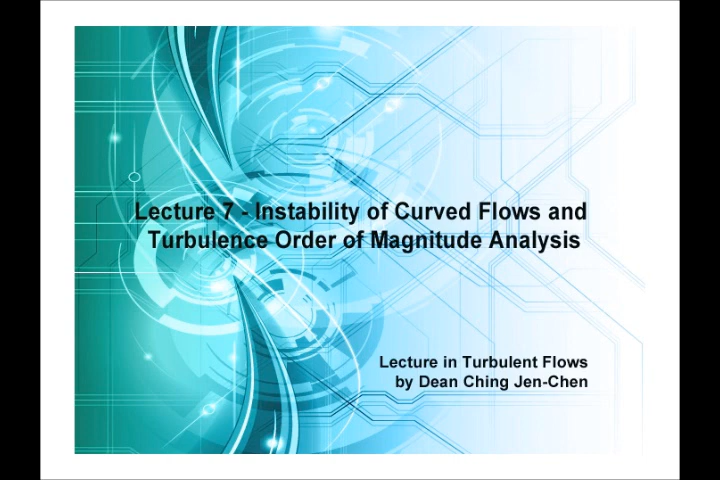 Lecture 7 - Instability of Curved Flows and
Turbulence Order of Magnitude Analysis
Lecture in Turbulent Flows
by Dean Ching Jen-Chen